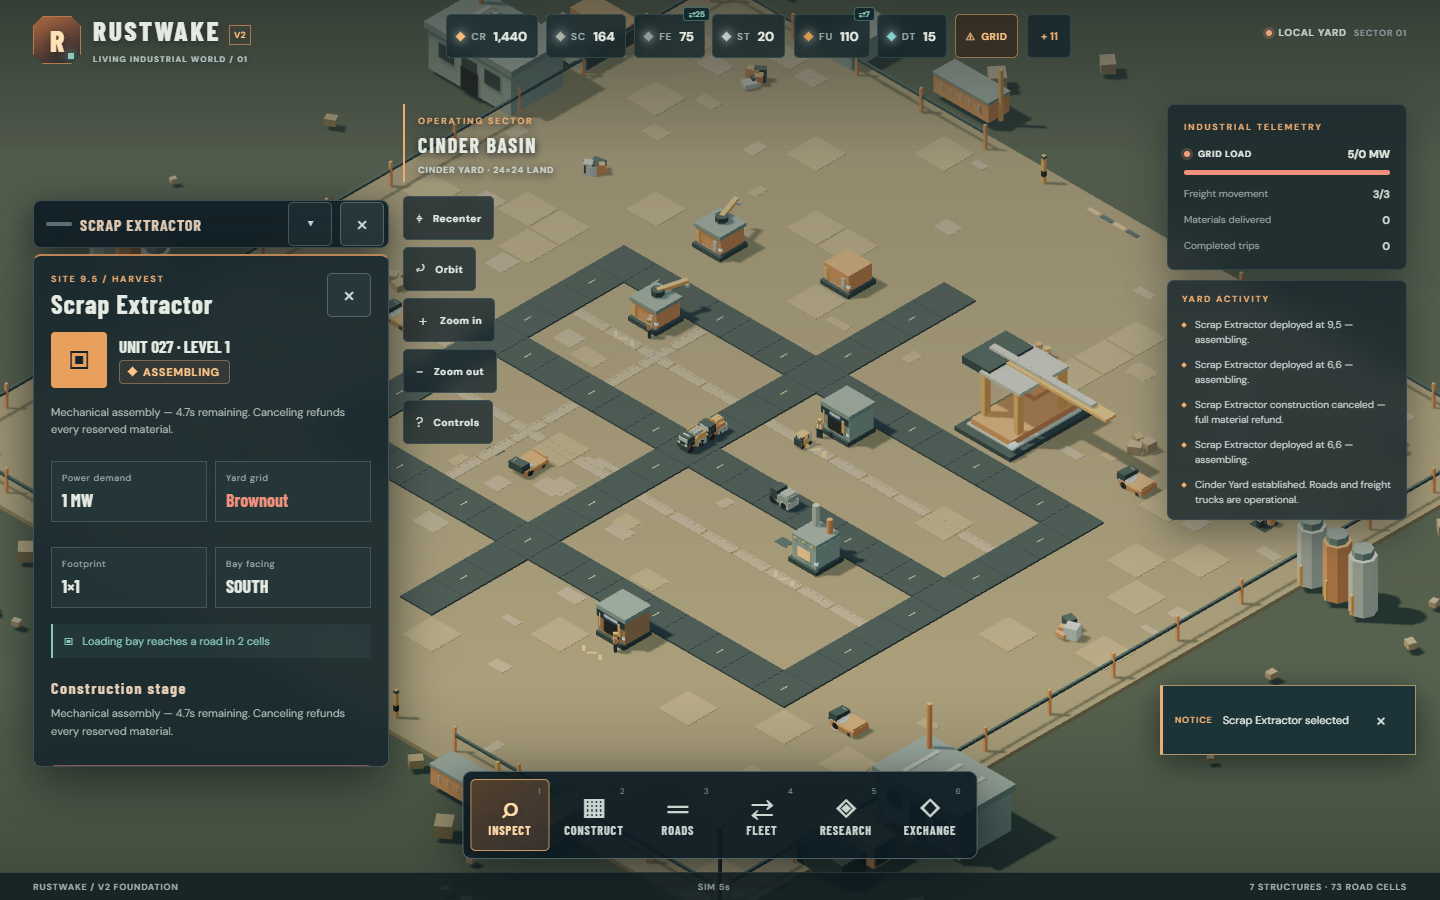 R
RUSTWAKE V2
LIVING INDUSTRIAL WORLD / 01
CR 1,440
SC 164
⇄25
FE 75
ST 20
⇄7
FU 110
DT 15
⚠ GRID
+ 11
LOCAL YARD SECTOR 01
OPERATING SECTOR
CINDER BASIN
CINDER YARD · 24×24 LAND
Recenter
Orbit
+ Zoom in
− Zoom out
? Controls
SCRAP EXTRACTOR
▼
×
SITE 9.5 / HARVEST
Scrap Extractor
×
UNIT 027 · LEVEL 1
◆ ASSEMBLING
Mechanical assembly — 4.7s remaining. Canceling refunds
every reserved material.
Power demand
1 MW
Yard grid
Brownout
Footprint
1×1
Bay facing
SOUTH
Loading bay reaches a road in 2 cells
Construction stage
Mechanical assembly — 4.7s remaining. Canceling refunds
every reserved material.
INDUSTRIAL TELEMETRY
GRID LOAD 5/0 MW
Freight movement 3/3
Materials delivered 0
Completed trips 0
YARD ACTIVITY
Scrap Extractor deployed at 9,5 —
assembling.
Scrap Extractor deployed at 6,6 —
assembling.
Scrap Extractor construction canceled —
full material refund.
Scrap Extractor deployed at 6,6 —
assembling.
Cinder Yard established. Roads and freight
trucks are operational.
NOTICE Scrap Extractor selected ×
1
INSPECT
2
CONSTRUCT
3
ROADS
4
FLEET
5
RESEARCH
6
EXCHANGE
RUSTWAKE / V2 FOUNDATION
SIM 5s
7 STRUCTURES · 73 ROAD CELLS